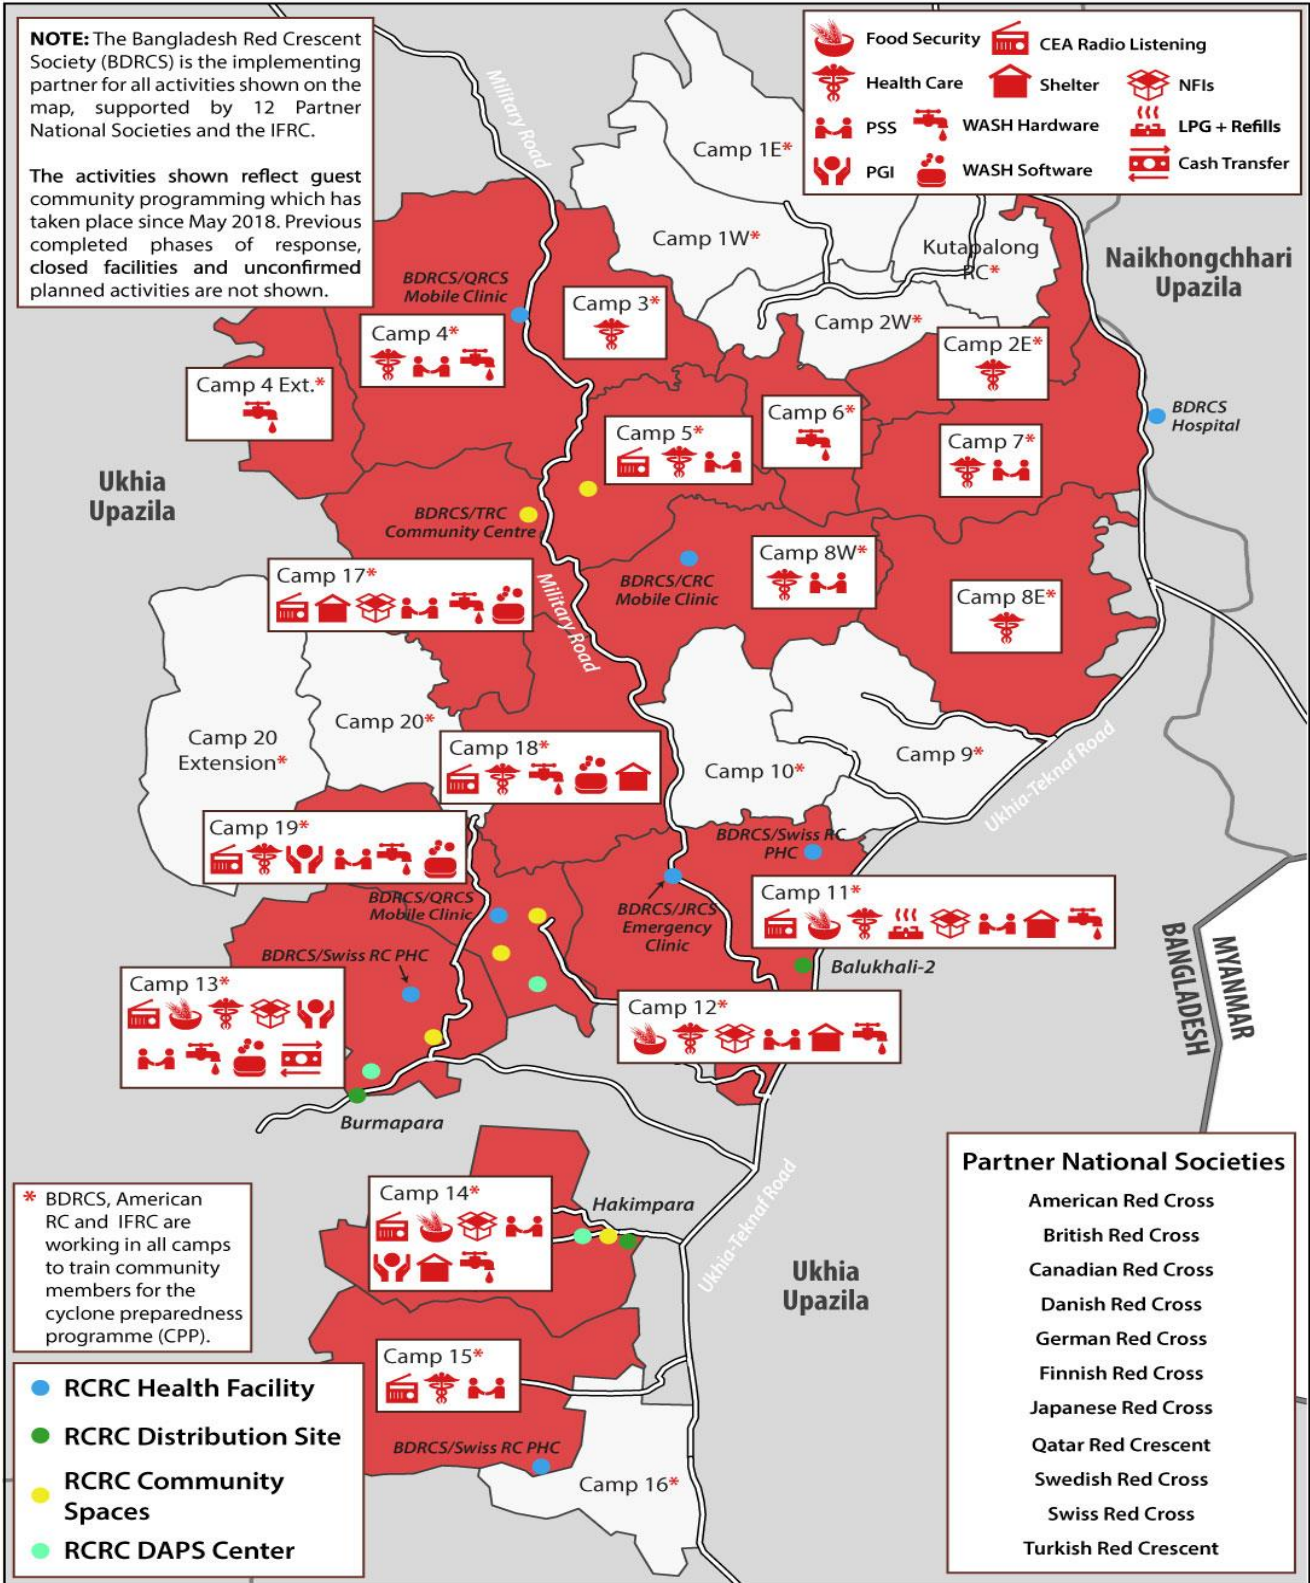 NOTE: The Bangladesh Red Crescent
Society (BDRCS) is the implementing
partner for all activities shown on the
map, supported by 12 Partner
National Societies and the IFRC.
The activities shown reflect guest
community programming which has
taken place since May 2018. Previous
completed phases of response,
closed facilities and unconfirmed
planned activities are not shown.
Food Security
CEA Radio Listening
Health Care
Shelter
NFIs
PSS
WASH Hardware
LPG + Refills
PGI
WASH Software
Cash Transfer
Military Road
Camp 1E*
Camp 1W*
Kutapalong
RC*
Naikhongchhari
Upazila
BDRCS/QRCS
Mobile Clinic
Camp 3*
Camp 4*
Camp 2W*
Camp 2E*
Camp 4 Ext.*
Camp 6*
BDRCS
Hospital
Camp 5*
Camp 7*
Ukhia
Upazila
BDRCS/TRC
Community Centre
Camp 8W*
BDRCS/CRC
Mobile Clinic
Camp 17*
Military Road
Camp 8E*
Camp 20*
Camp 20
Extension*
Camp 18*
Camp 10*
Camp 9*
Ukhia-Teknaf Road
Camp 19*
BDRCS/Swiss RC
PHC
BDRCS/QRCS
Mobile Clinic
BDRCS/JRCS
Emergency
Clinic
Camp 11*
BDRCS/Swiss RC PHC
Balukhali-2
BANGLADESH
MYANMAR
Camp 13*
Camp 12*
Burmapara
Partner National Societies
American Red Cross
British Red Cross
Canadian Red Cross
Danish Red Cross
German Red Cross
Finnish Red Cross
Japanese Red Cross
Qatar Red Crescent
Swedish Red Cross
Swiss Red Cross
Turkish Red Crescent
* BDRCS, American
RC and IFRC are
working in all camps
to train community
members for the
cyclone preparedness
programme (CPP).
Camp 14*
Hakimpara
Ukhia-Teknaf Road
Ukhia
Upazila
Camp 15*
BDRCS/Swiss RC PHC
Camp 16*
RCRC Health Facility
RCRC Distribution Site
RCRC Community
Spaces
RCRC DAPS Center